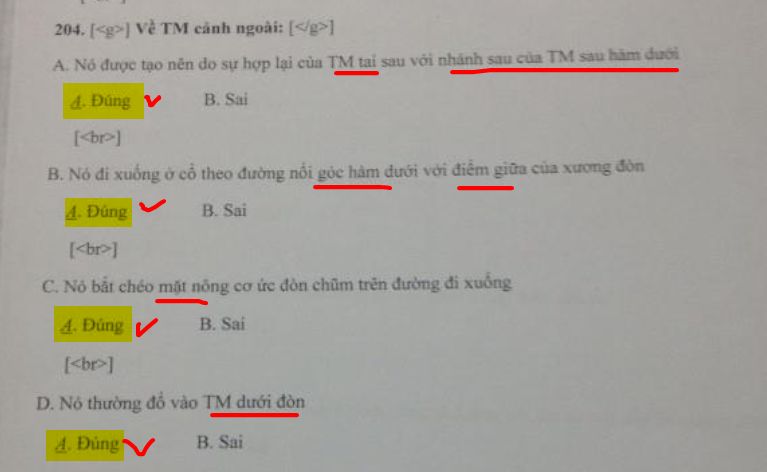 204. [<g>] Về TM cảnh ngoài: [</g>]
A. Nó được tạo nên do sự hợp lại của TM tai sau với nhánh sau của TM sau hàm dưới
A. Đúng B. Sai
[<br>]
B. Nó đi xuống ở cổ theo đường nối góc hàm dưới với điểm giữa của xương đòn
A. Đúng B. Sai
[<br>]
C. Nó bắt chéo mặt nông cơ ức đòn chũm trên đường đi xuống
A. Đúng B. Sai
[<br>]
D. Nó thường đổ vào TM dưới đòn
A. Đúng B. Sai